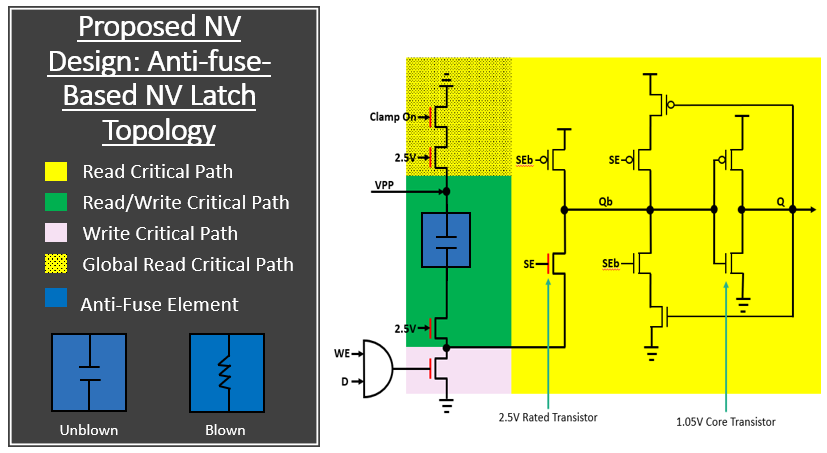 Proposed NV
Design: Anti-fuse-
Based NV Latch
Topology
Read Critical Path
Read/Write Critical Path
Write Critical Path
Global Read Critical Path
Anti-Fuse Element
Unblown
Blown
Clamp On
2.5V
VPP
2.5V
WE
D
SEb
SE
Qb
Q
SE
SEb
2.5V Rated Transistor
1.05V Core Transistor